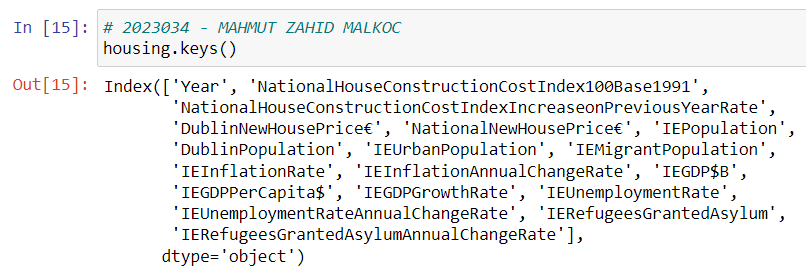 In [15]: # 2023034 - MAHMUT ZAHID MALKOC
housing.keys()
Out[15]: Index(['Year', 'NationalHouseConstructionCostIndex100Base1991',
'NationalHouseConstructionCostIndexIncreaseonPreviousYearRate',
'DublinNewHousePrice€', 'NationalNewHousePrice€', 'IEPopulation',
'DublinPopulation', 'IEUrbanPopulation', 'IEMigrantPopulation',
'IEInflationRate', 'IEInflationAnnualChangeRate', 'IEGDP$B',
'IEGDPPerCapita$', 'IEGDPGrowthRate', 'IEUnemploymentRate',
'IEUnemploymentRateAnnualChangeRate', 'IERefugeesGrantedAsylum',
'IERefugeesGrantedAsylumAnnualChangeRate'],
dtype='object')